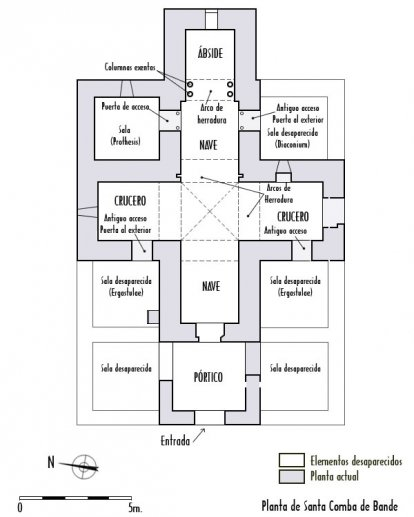 ÁBSIDE
Columnas exentas
Puerta de acceso
Arco de
herradura
Antiguo acceso
Puerta al exterior
Sala
(Prothesis)
NAVE
Sala desaparecida
(Diaconium)
CRUCERO
Antiguo acceso
Puerta al exterior
Arcos de
Herradura
CRUCERO
Antiguo acceso
Sala desaparecida
(Ergastulae)
NAVE
Sala desaparecida
(Ergastulae)
Sala desaparecida
PÓRTICO
Sala desaparecida
Entrada
N
Elementos desaparecidos
Planta actual
0
5m.
Planta de Santa Comba de Bande